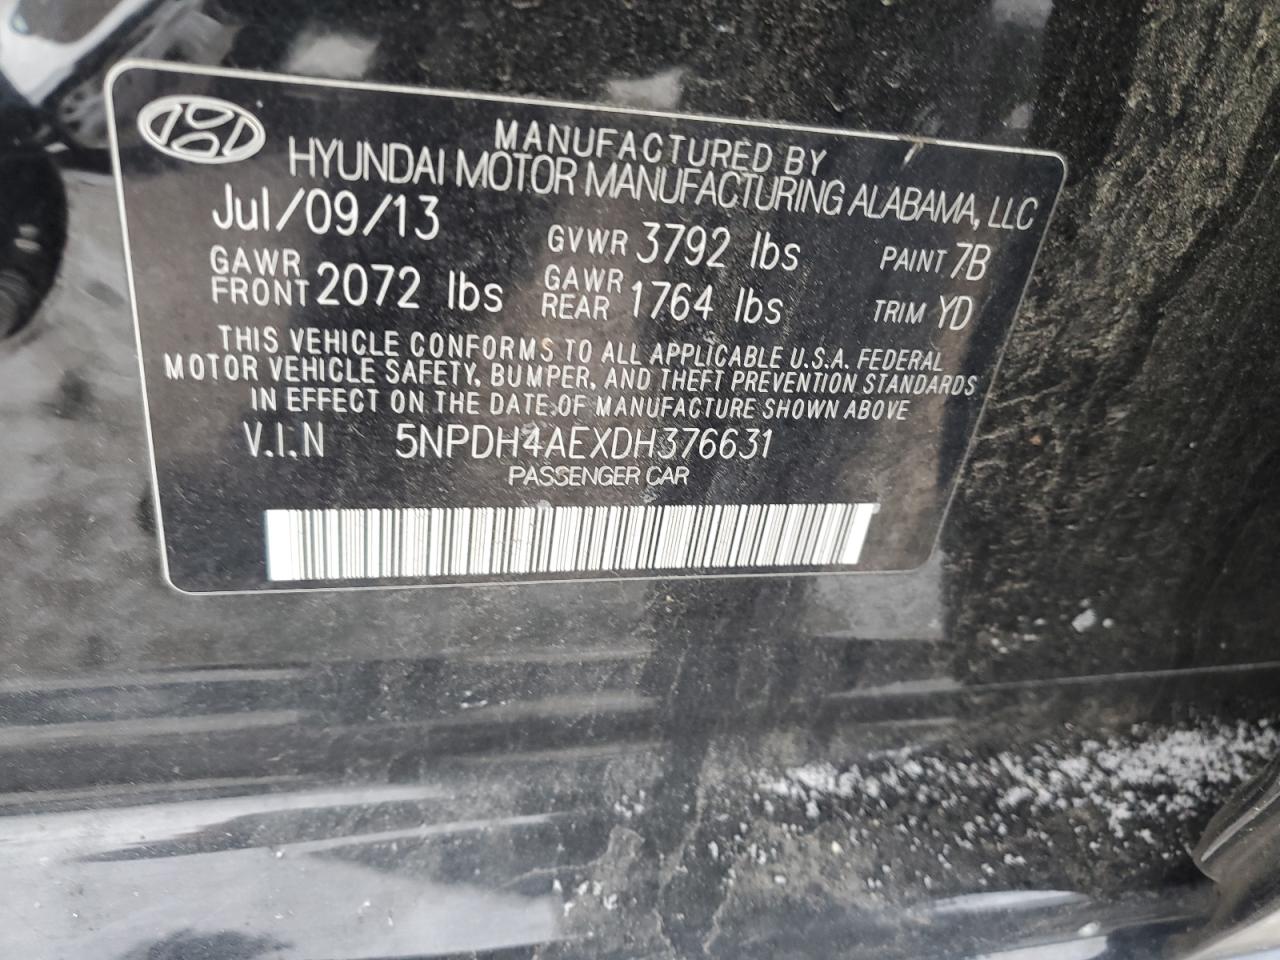 MANUFACTURED BY
HYUNDAI MOTOR MANUFACTURING ALABAMA, LLC
Jul/09/13 GVWR 3792 lbs PAINT 7B
GAWR FRONT 2072 lbs GAWR REAR 1764 lbs TRIM YD
THIS VEHICLE CONFORMS TO ALL APPLICABLE U.S.A. FEDERAL
MOTOR VEHICLE SAFETY, BUMPER, AND THEFT PREVENTION STANDARDS
IN EFFECT ON THE DATE OF MANUFACTURE SHOWN ABOVE
V.I.N 5NPDH4AEXDH376631
PASSENGER CAR